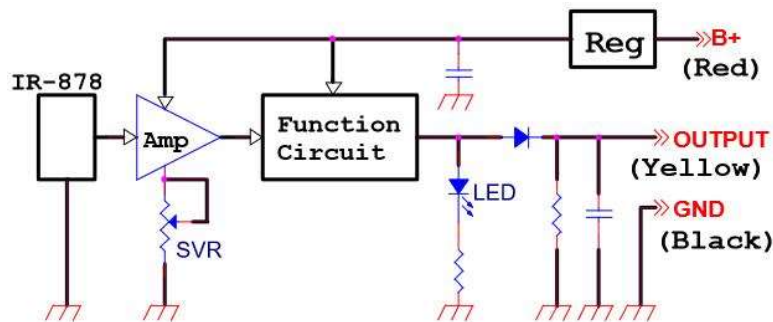 Reg
B+
(Red)
IR-878
Amp
Function
Circuit
OUTPUT
(Yellow)
LED
GND
(Black)
SVR